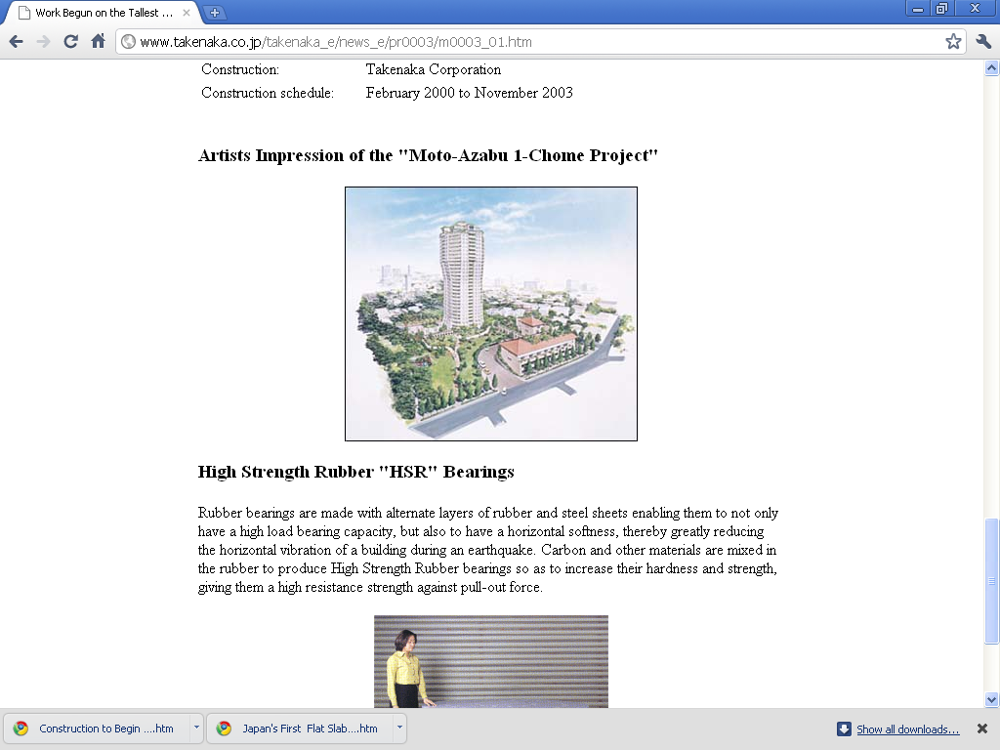 Work Begun on the Tallest ...
www.takenaka.co.jp/takenaka_e/news_e/pr0003/m0003_01.htm
Construction: Takenaka Corporation
Construction schedule: February 2000 to November 2003
Artists Impression of the "Moto-Azabu 1-Chome Project"
High Strength Rubber "HSR" Bearings
Rubber bearings are made with alternate layers of rubber and steel sheets enabling them to not only
have a high load bearing capacity, but also to have a horizontal softness, thereby greatly reducing
the horizontal vibration of a building during an earthquake. Carbon and other materials are mixed in
the rubber to produce High Strength Rubber bearings so as to increase their hardness and strength,
giving them a high resistance strength against pull-out force.
Construction to Begin ....htm
Japan's First Flat Slab....htm
Show all downloads...